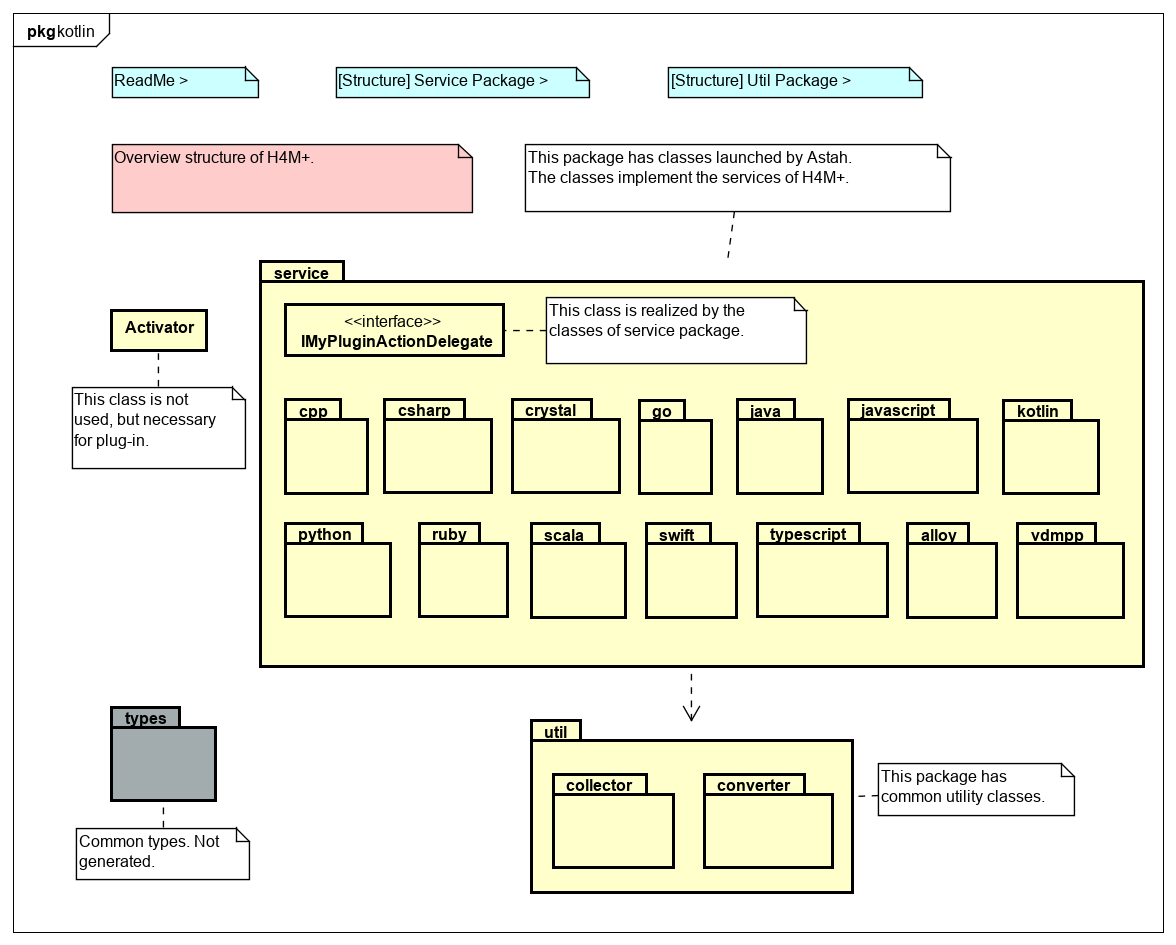 pkg kotlin
ReadMe >
[Structure] Service Package >
[Structure] Util Package >
Overview structure of H4M+.
This package has classes launched by Astah.
The classes implement the services of H4M+.
service
<<interface>>
IMyPluginActionDelegate
This class is realized by the
classes of service package.
Activator
This class is not
used, but necessary
for plug-in.
cpp
csharp
crystal
go
java
javascript
kotlin
python
ruby
scala
swift
typescript
alloy
vdmpp
types
Common types. Not
generated.
util
collector
converter
This package has
common utility classes.